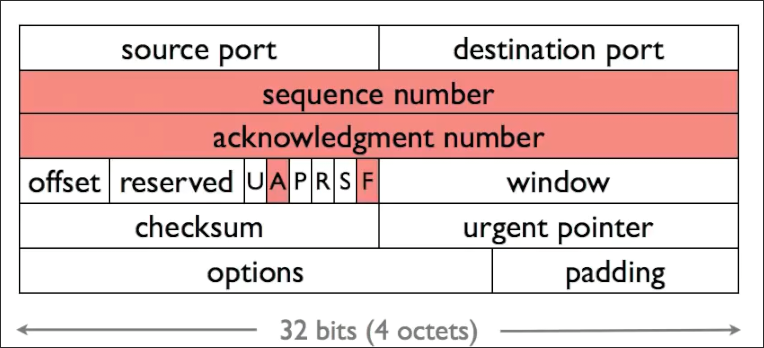 source port destination port
sequence number
acknowledgment number
offset reserved U A P R S F window
checksum urgent pointer
options padding
32 bits (4 octets)